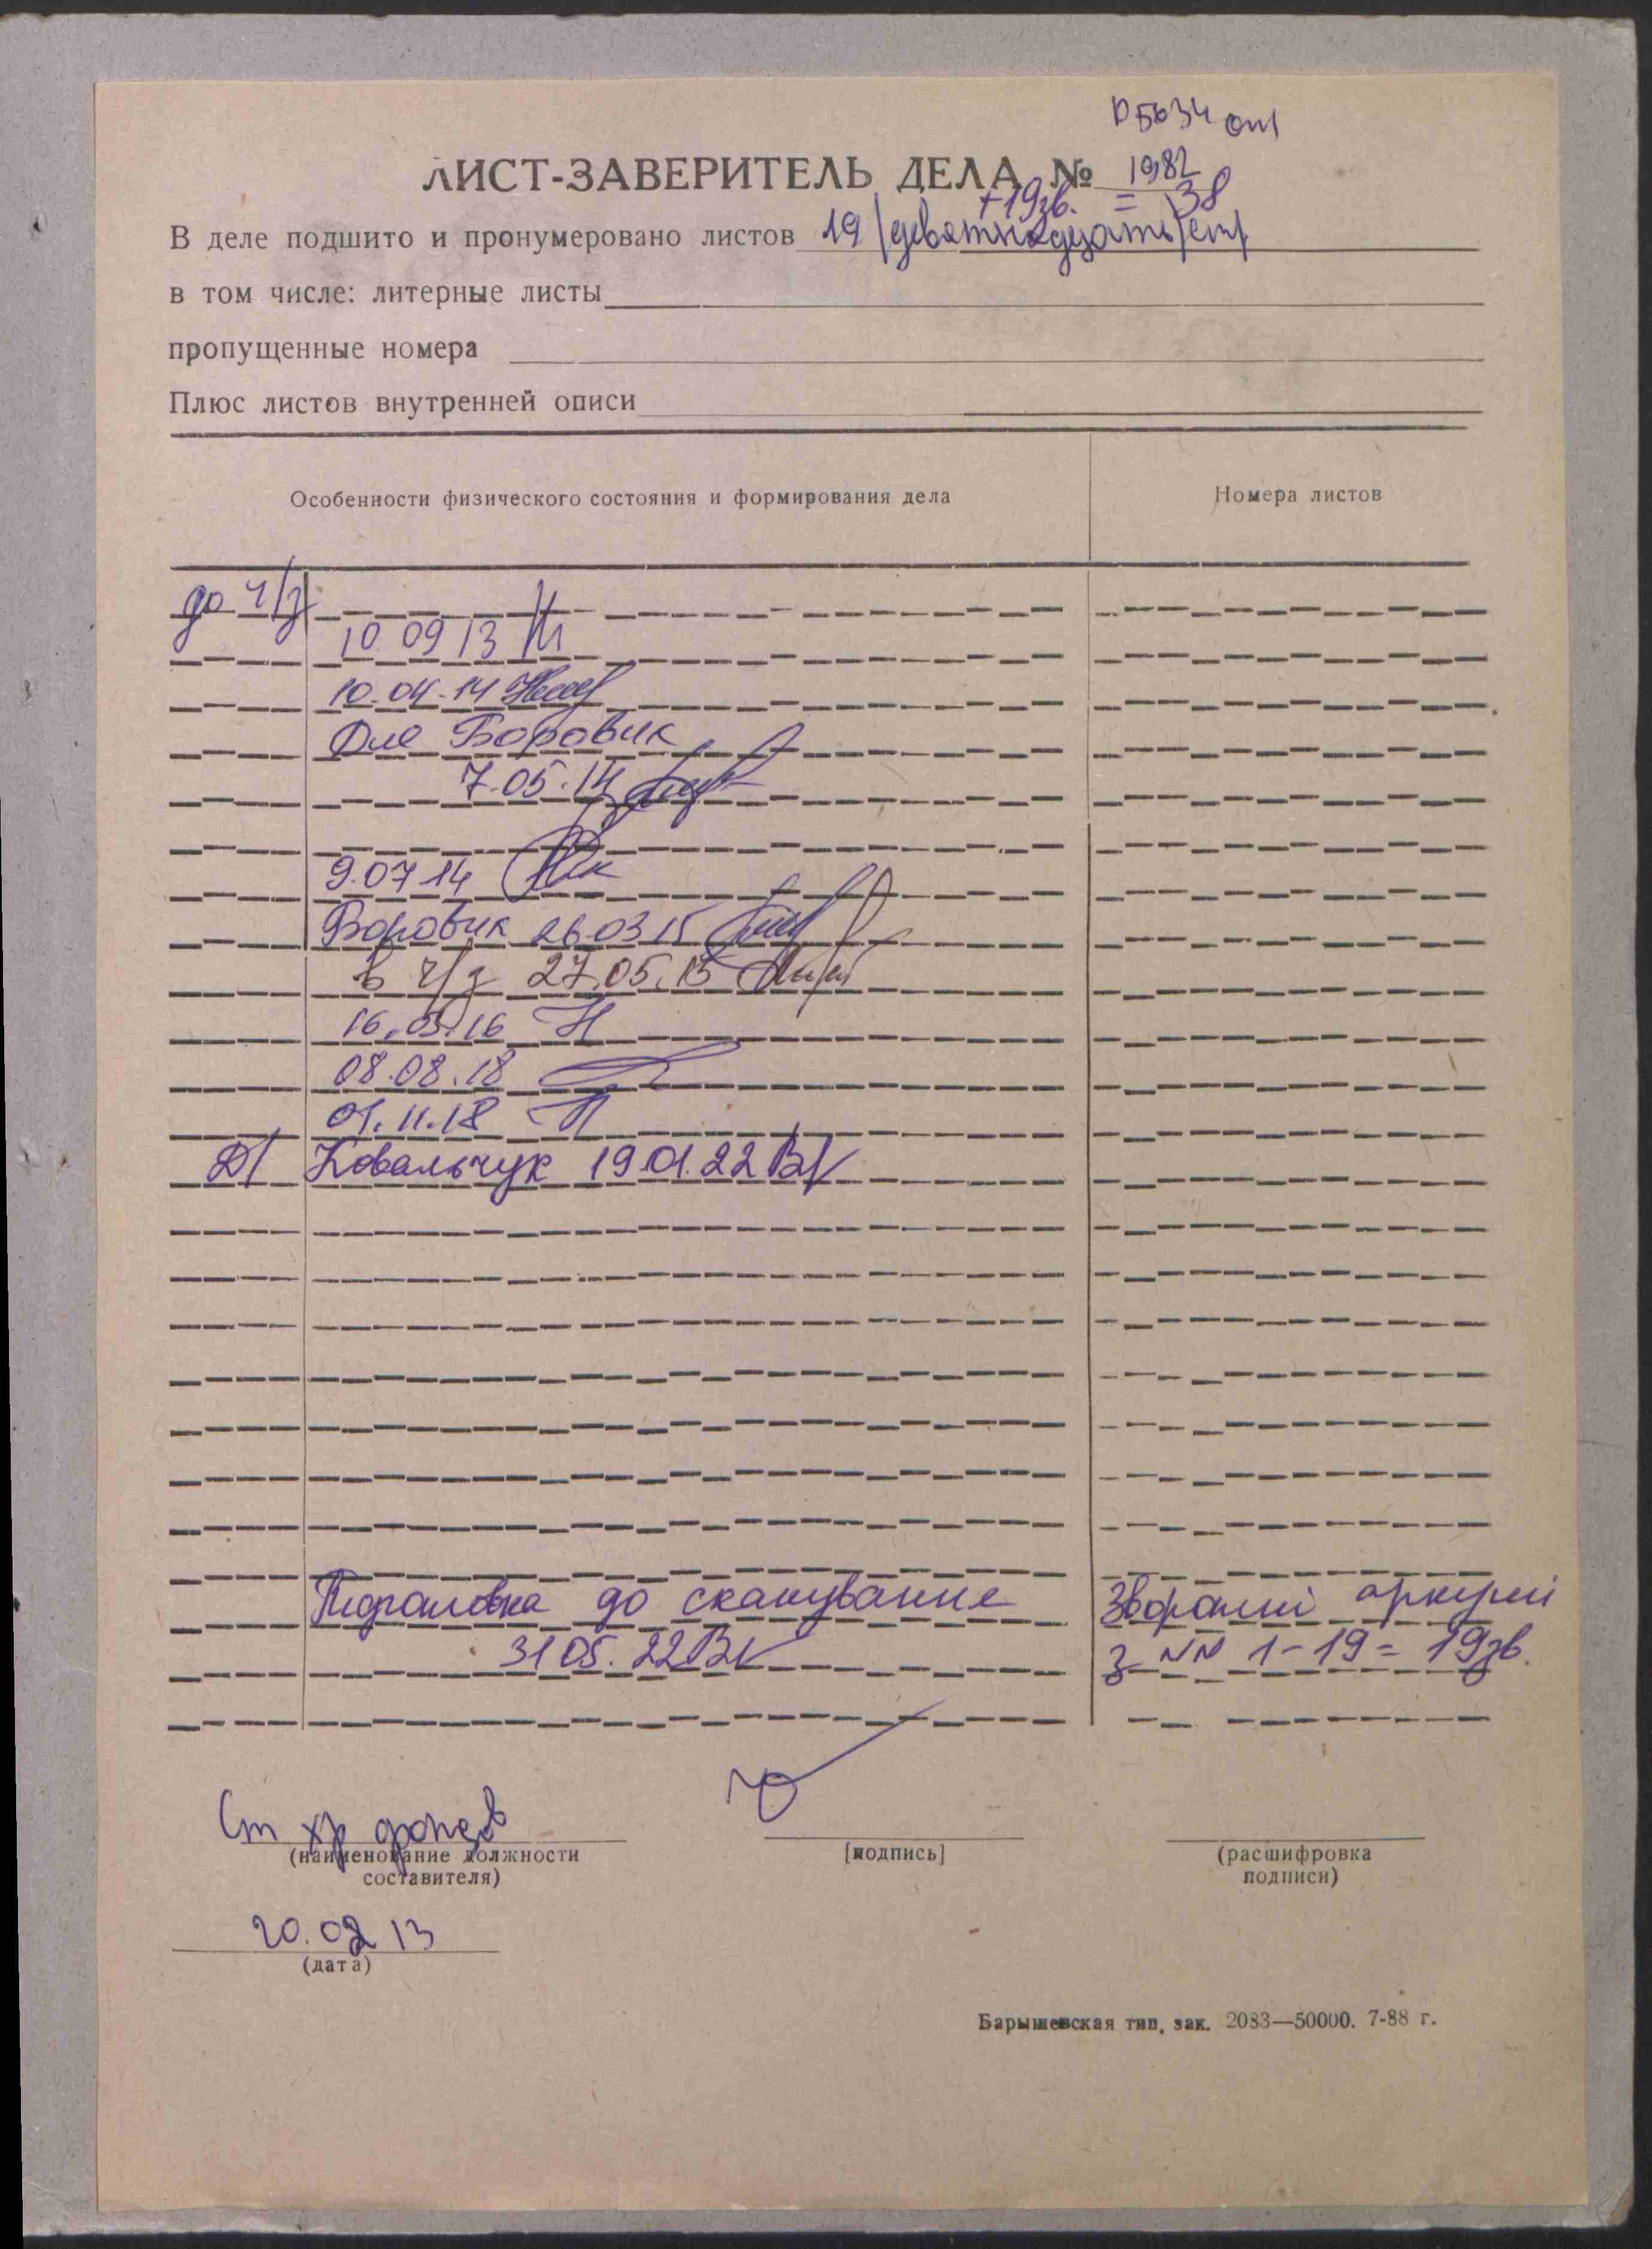 Р5634 оп1
ЛИСТ-ЗАВЕРИТЕЛЬ ДЕЛА № 1982
+19зв. = 38
В деле подшито и пронумеровано листов 19 (девятнадцать)
в том числе: литерные листы
пропущенные номера
Плюс листов внутренней описи
Особенности физического состояния и формирования дела Номера листов
до ч/з
10 09 13
10.04.14
Для Боровик
7.05.14
9.07 14
Боровик 26.03 15
в ч/з 27.05.15
16.03.16 Н
08.08.18
01.11.18
Д/ Ковальчук 19.01.22
Підготовка до сканування Зворотні аркуші
31 05. 22 з NN 1-19 = 19зв.
Ст хр фондов
(наименование должности составителя) [подпись] (расшифровка подписи)
20.02 13
(дата)
Барышевская тип. зак. 2083—50000. 7-88 г.